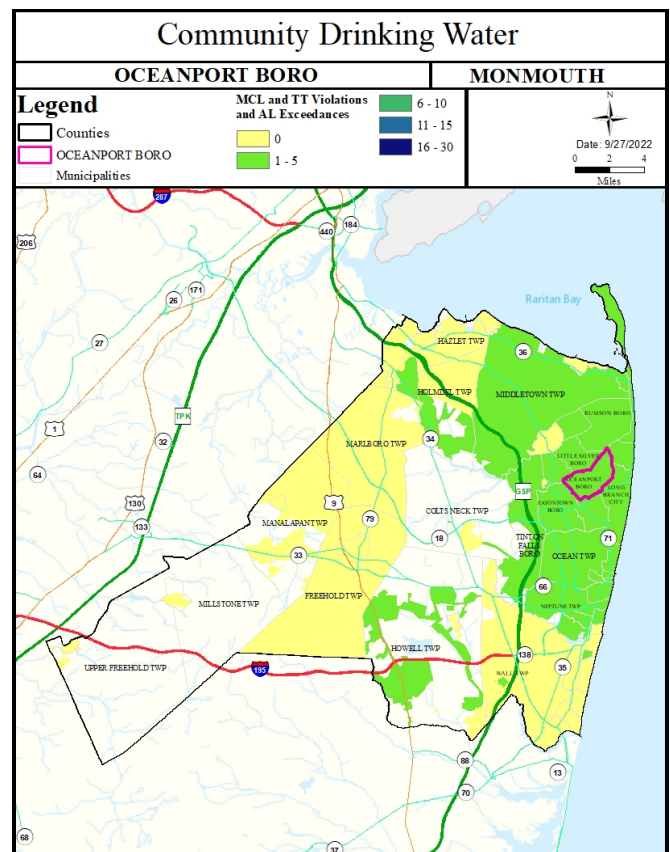 Community Drinking Water
OCEANPORT BORO
MONMOUTH
Legend
Counties
OCEANPORT BORO
Municipalities
MCL and TT Violations
and AL Exceedances
0
1 - 5
6 - 10
11 - 15
16 - 30
N
Date: 9/27/2022
0 2 4
Miles
287
206
440
184
171
26
27
Raritan Bay
HAZLET TWP
36
HOLMDEL TWP
MIDDLETOWN TWP
RUMSON BORO
TPK
1
32
34
MARLBORO TWP
64
LITTLE SILVER
BORO
OCEANPORT
BORO
LONG
BRANCH
CITY
GSP
EATONTOWN
BORO
130
9
133
79
COLTS NECK TWP
MANALAPAN TWP
18
TINTON
FALLS
BORO
71
33
OCEAN TWP
66
MILLSTONE TWP
FREEHOLD TWP
NEPTUNE TWP
HOWELL TWP
138
35
UPPER FREEHOLD TWP
195
WALL TWP
88
13
70
68
37